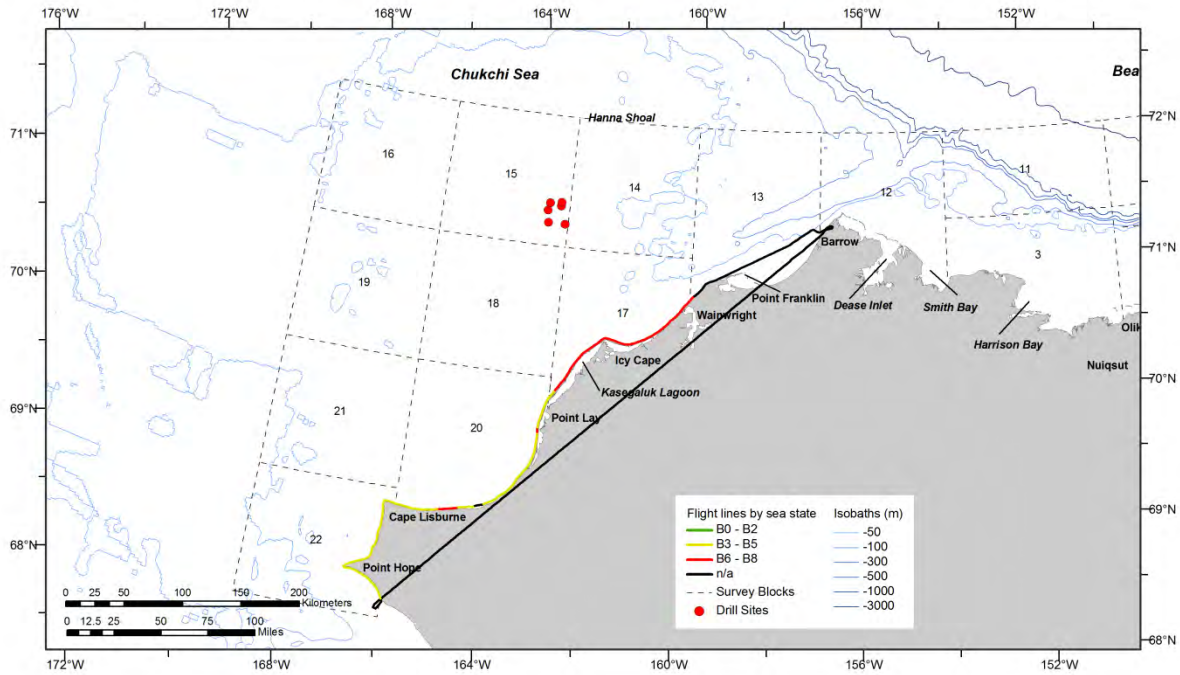 176°W 168°W 164°W 160°W 156°W 152°W
Chukchi Sea
Bea
72°N
71°N
Hanna Shoal
16
15
14
13
12
11
3
71°N
Barrow
70°N
19
18
17
Point Franklin
Dease Inlet
Smith Bay
Harrison Bay
Wainwright
Olik
Icy Cape
Nuiqsut
Kasegaluk Lagoon
70°N
69°N
21
20
Point Lay
Cape Lisburne
69°N
68°N
22
Point Hope
Flight lines by sea state
B0 - B2
B3 - B5
B6 - B8
n/a
Survey Blocks
Drill Sites
Isobaths (m)
-50
-100
-300
-500
-1000
-3000
0 25 50 100 150 200
Kilometers
0 12.5 25 50 75 100
Miles
68°N
172°W 168°W 164°W 160°W 156°W 152°W